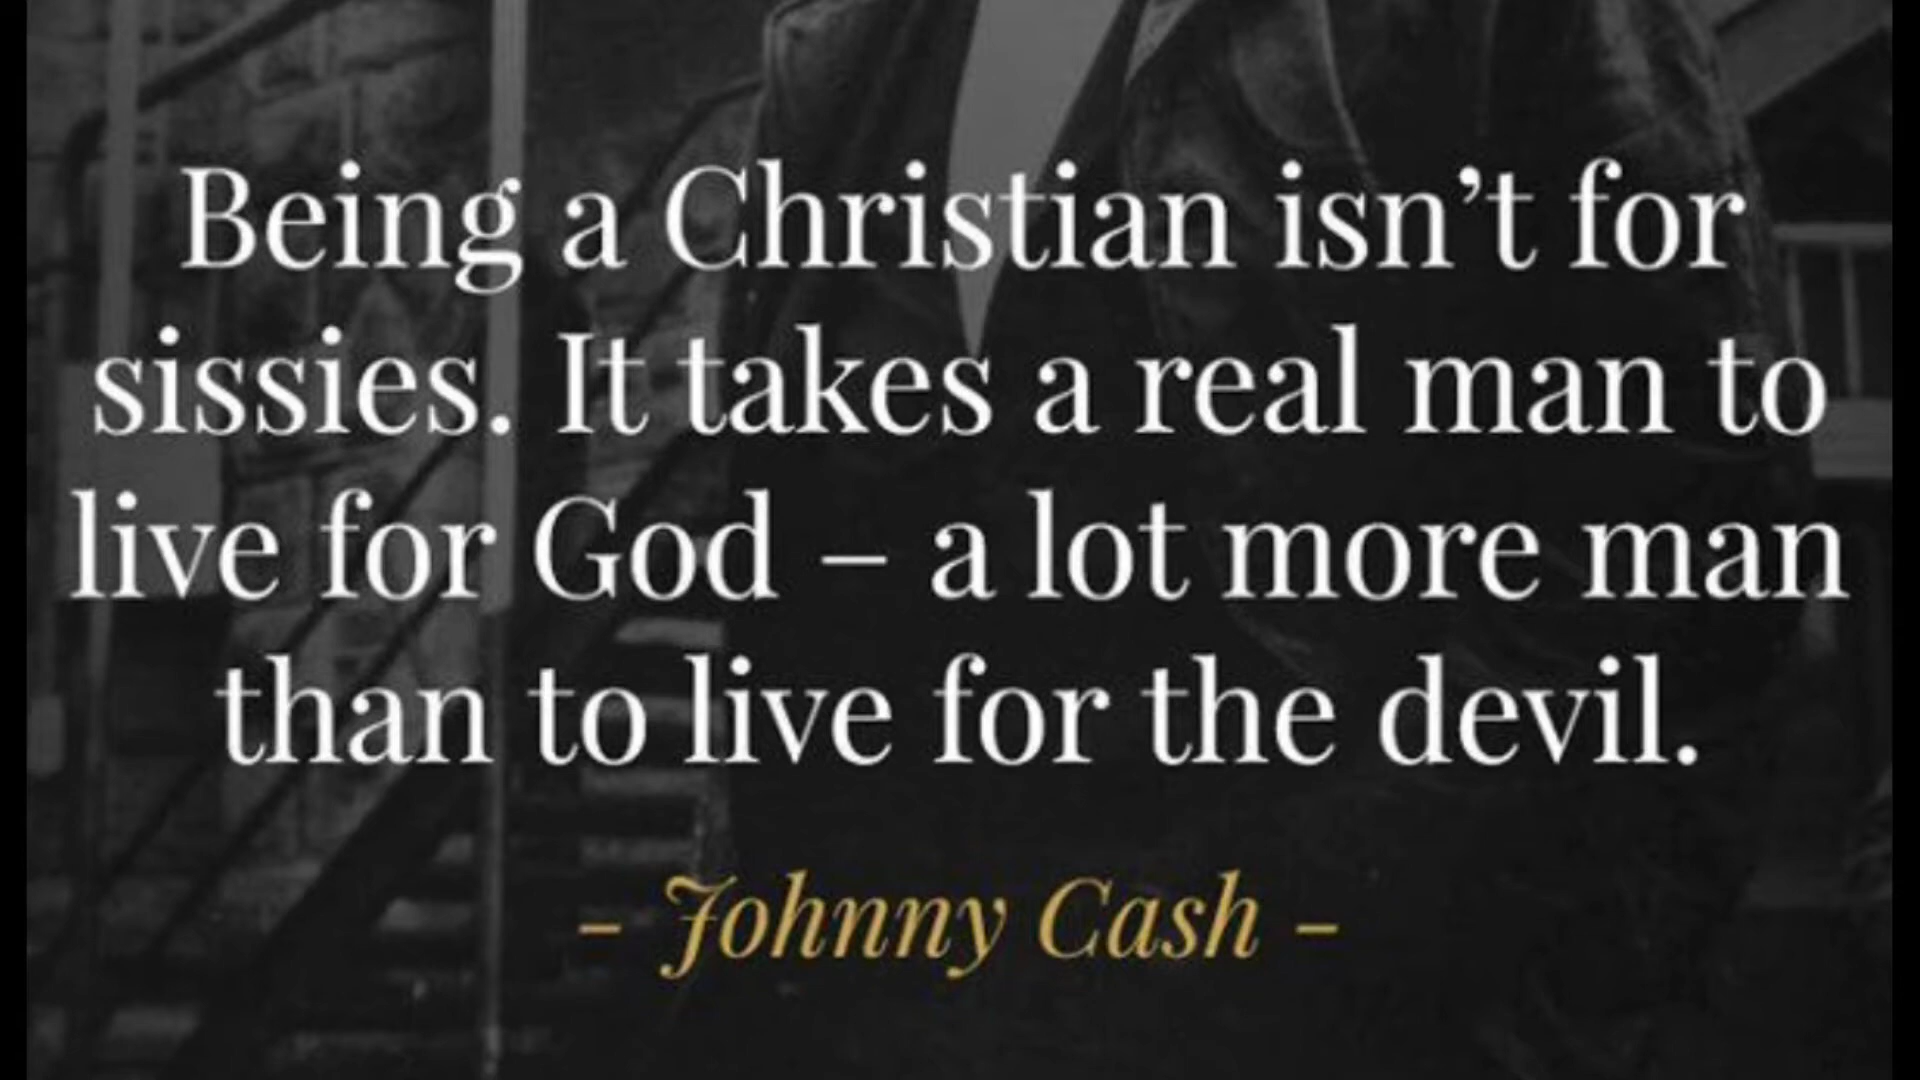 Being a Christian isn’t for
sissies. It takes a real man to
live for God – a lot more man
than to live for the devil.
- Johnny Cash -